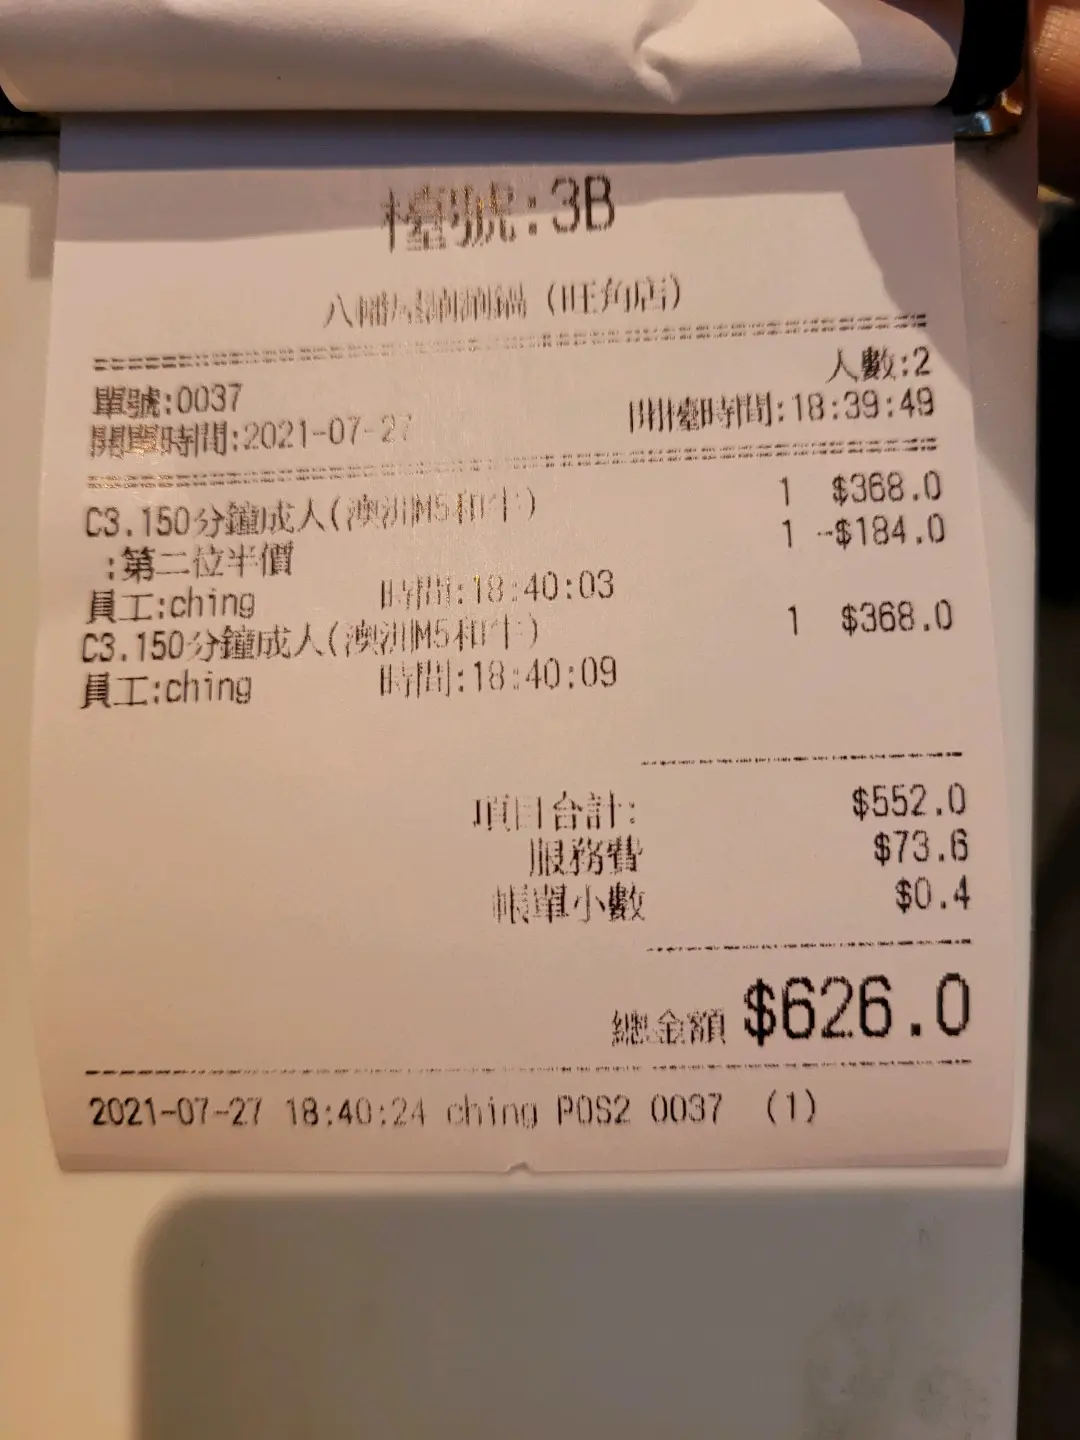 檯號:3B
八幡屋涮涮鍋 (旺角店)
人數:2
單號:0037
開單時間:2021-07-27 開檯時間:18:39:49
C3.150分鐘成人(澳洲M5和牛) 1 $368.0
:第二位半價 1 -$184.0
員工:ching 時間:18:40:03
C3.150分鐘成人(澳洲M5和牛) 1 $368.0
員工:ching 時間:18:40:09
項目合計: $552.0
服務費 $73.6
帳單小數 $0.4
總金額 $626.0
2021-07-27 18:40:24 ching POS2 0037 (1)